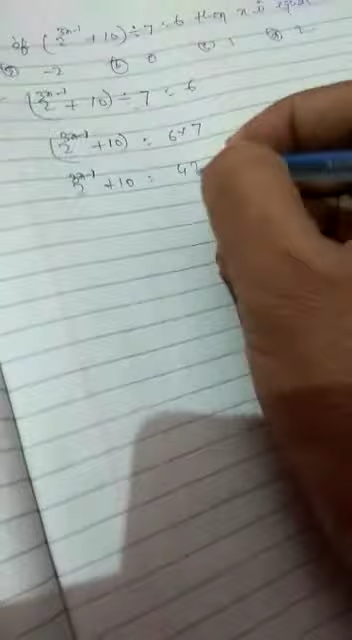 If (2^{3x-1} + 10) ÷ 7 = 6 then x is equal
(a) -2 (b) 0 (c) 1 (d) 2
(2^{3x-1} + 10) ÷ 7 = 6
(2^{3x-1} + 10) = 6×7
2^{3x-1} + 10 = 42